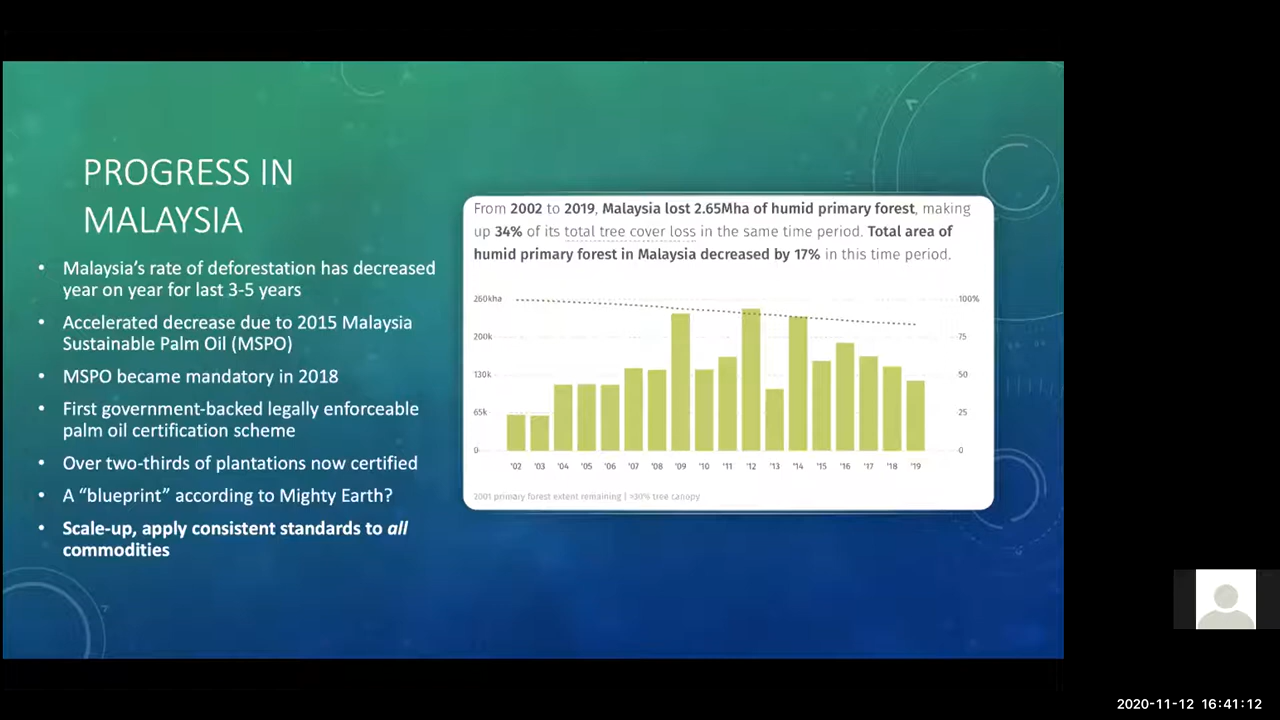 PROGRESS IN
MALAYSIA
• Malaysia's rate of deforestation has decreased
year on year for last 3-5 years
• Accelerated decrease due to 2015 Malaysia
Sustainable Palm Oil (MSPO)
• MSPO became mandatory in 2018
• First government-backed legally enforceable
palm oil certification scheme
• Over two-thirds of plantations now certified
• A “blueprint” according to Mighty Earth?
• Scale-up, apply consistent standards to all
commodities
From 2002 to 2019, Malaysia lost 2.65Mha of humid primary forest, making
up 34% of its total tree cover loss in the same time period. Total area of
humid primary forest in Malaysia decreased by 17% in this time period.
260kha 100%
200k 75
130k 50
65k 25
0 0
'02 '03 '04 '05 '06 '07 '08 '09 '10 '11 '12 '13 '14 '15 '16 '17 '18 '19
2001 primary forest extent remaining | >30% tree canopy
2020-11-12 16:41:12